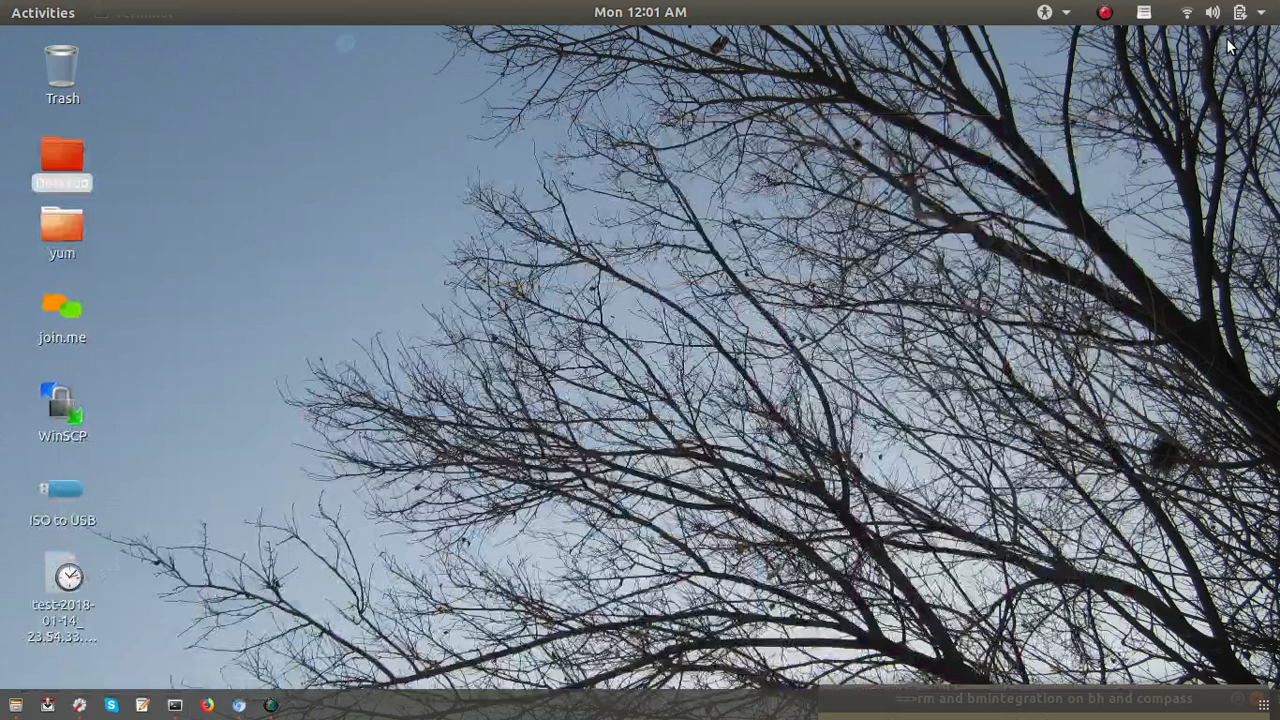 Activities
Mon 12:01 AM
Trash
yum
join.me
WinSCP
ISO to USB
test-2018-
01-14_
23.54.33....
==>rm and bmintegration on bh and compass